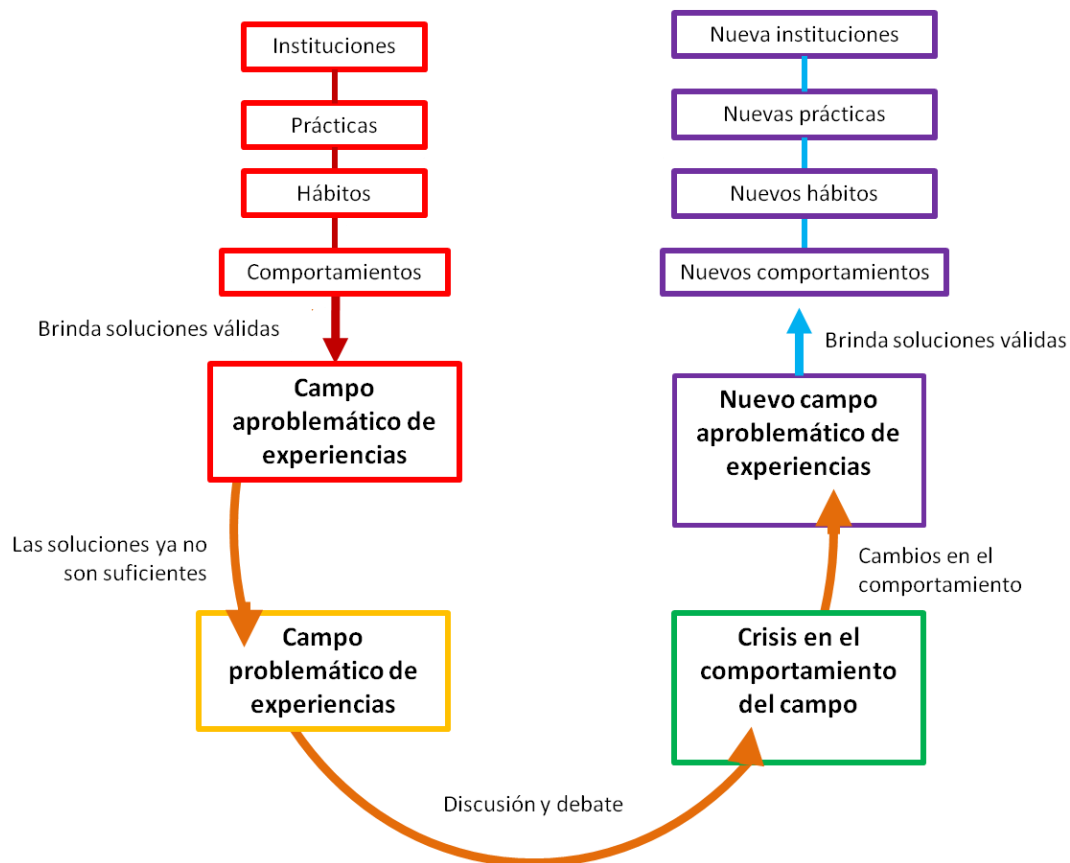 Instituciones
Prácticas
Hábitos
Comportamientos
Brinda soluciones válidas
Campo
aproblemático de
experiencias
Las soluciones ya no
son suficientes
Campo
problemático de
experiencias
Discusión y debate
Crisis en el
comportamiento
del campo
Cambios en el
comportamiento
Nuevo campo
aproblemático de
experiencias
Brinda soluciones válidas
Nuevos comportamientos
Nuevos hábitos
Nuevas prácticas
Nueva instituciones